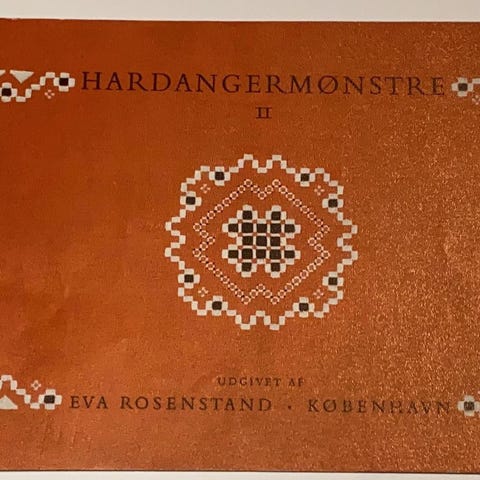 HARDANGERMØNSTRE
II
UDGIVET AF
EVA ROSENSTAND · KØBENHAVN